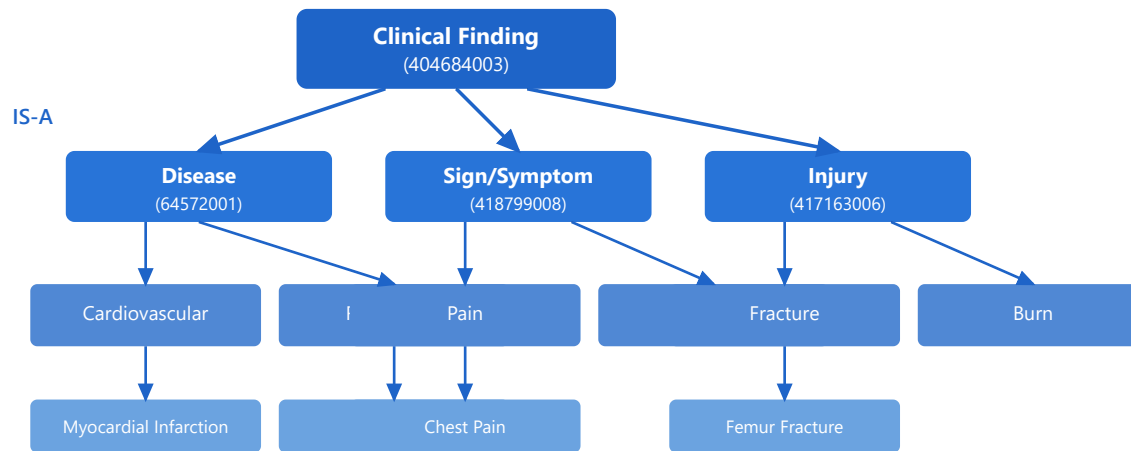 Clinical Finding
(404684003)
IS-A
Disease
(64572001)
Sign/Symptom
(418799008)
Injury
(417163006)
Cardiovascular
Pain
Fracture
Burn
Myocardial Infarction
Chest Pain
Femur Fracture